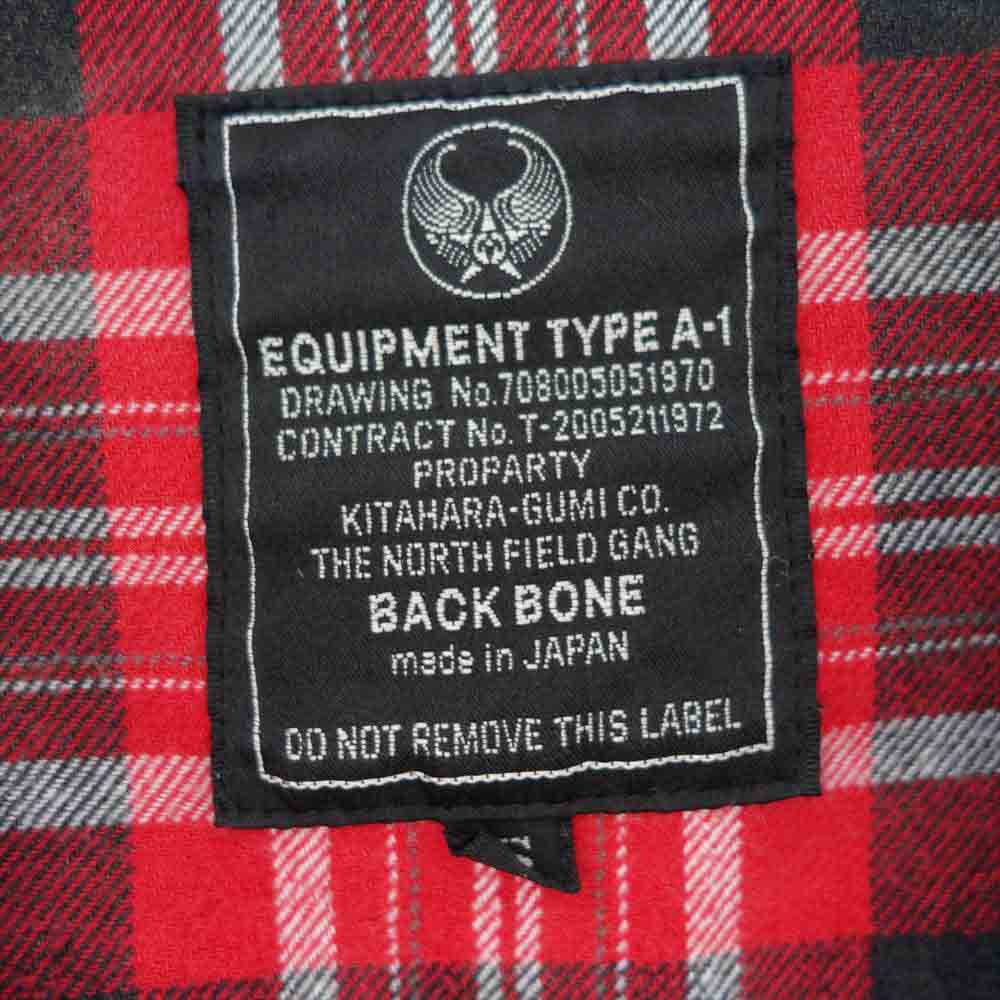 EQUIPMENT TYPE A-1
DRAWING No.708005051970
CONTRACT No.T-2005211972
PROPARTY
KITAHARA-GUMI CO.
THE NORTH FIELD GANG
BACK BONE
made in JAPAN
DO NOT REMOVE THIS LABEL